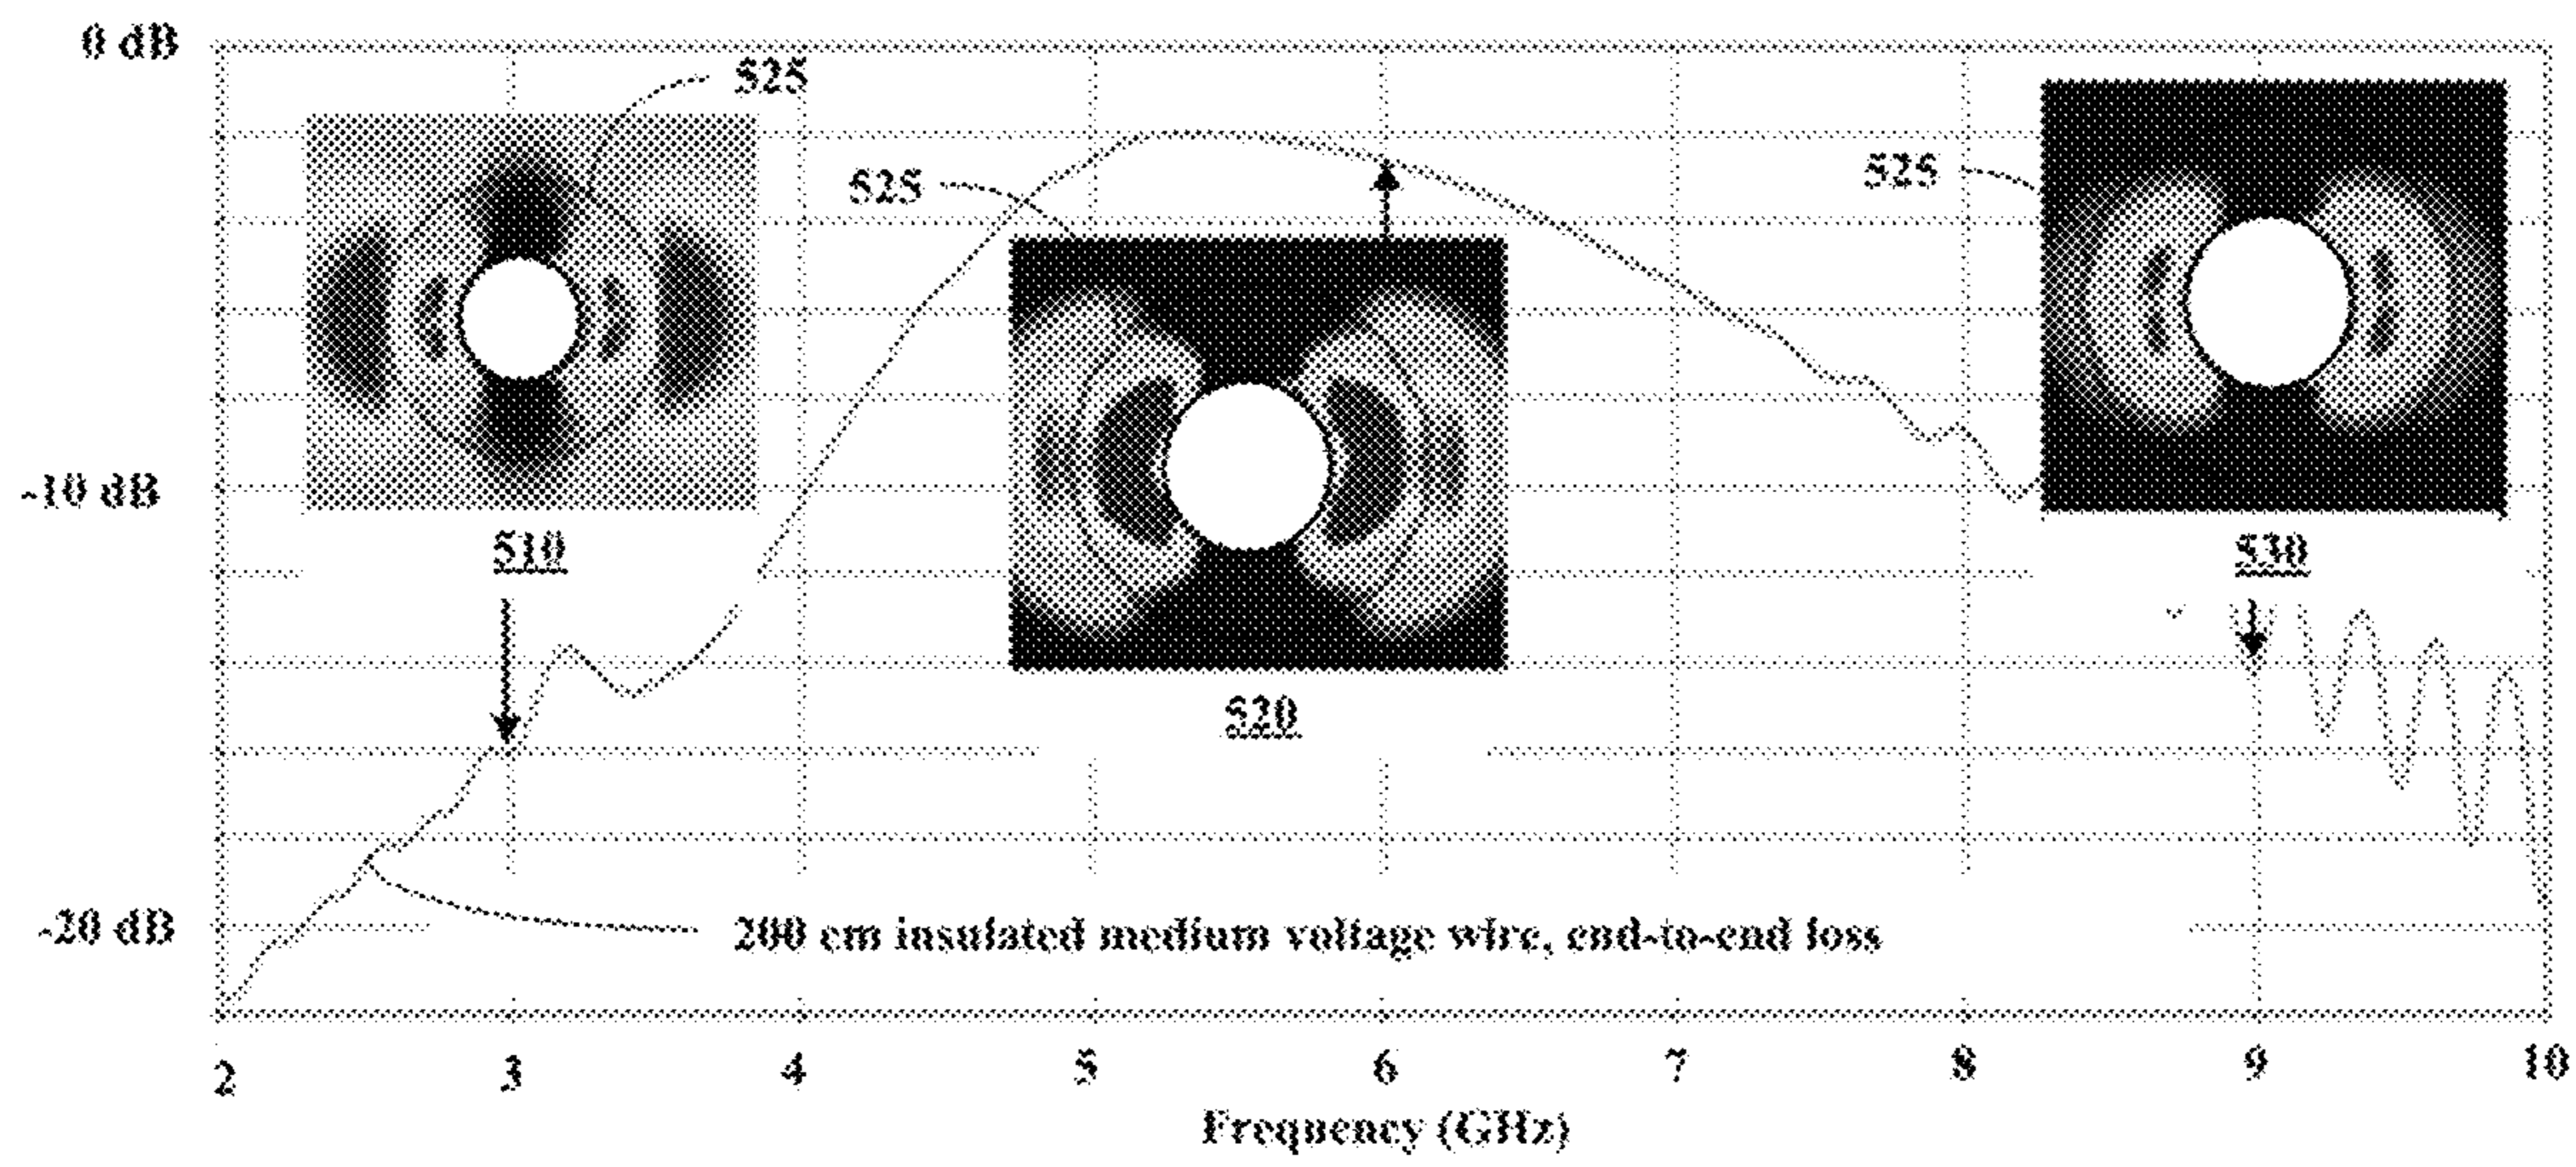 0 dB
525
525
525
-10 dB
510
530
520
-20 dB
200 cm insulated medium voltage wire, end-to-end loss
2 3 4 5 6 7 8 9 10
Frequency (GHz)